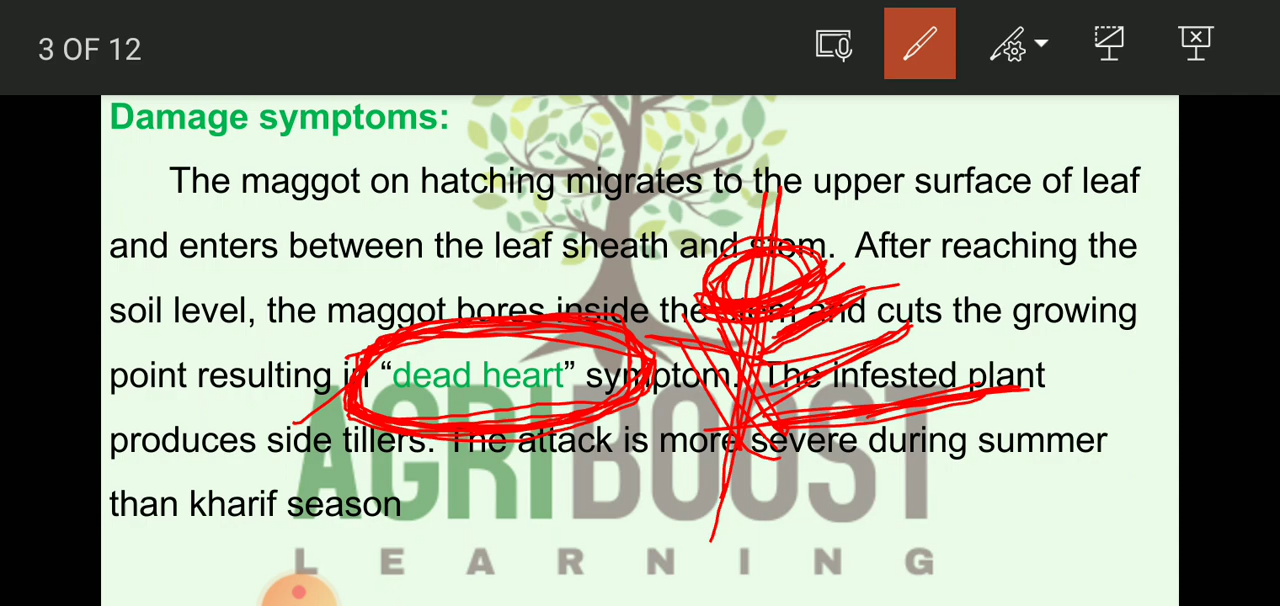 3 OF 12
Damage symptoms:
The maggot on hatching migrates to the upper surface of leaf
and enters between the leaf sheath and stem. After reaching the
soil level, the maggot bores inside the stem and cuts the growing
point resulting in “dead heart” symptom. The infested plant
produces side tillers. The attack is more severe during summer
than kharif season
AGRIBOOST
LEARNING